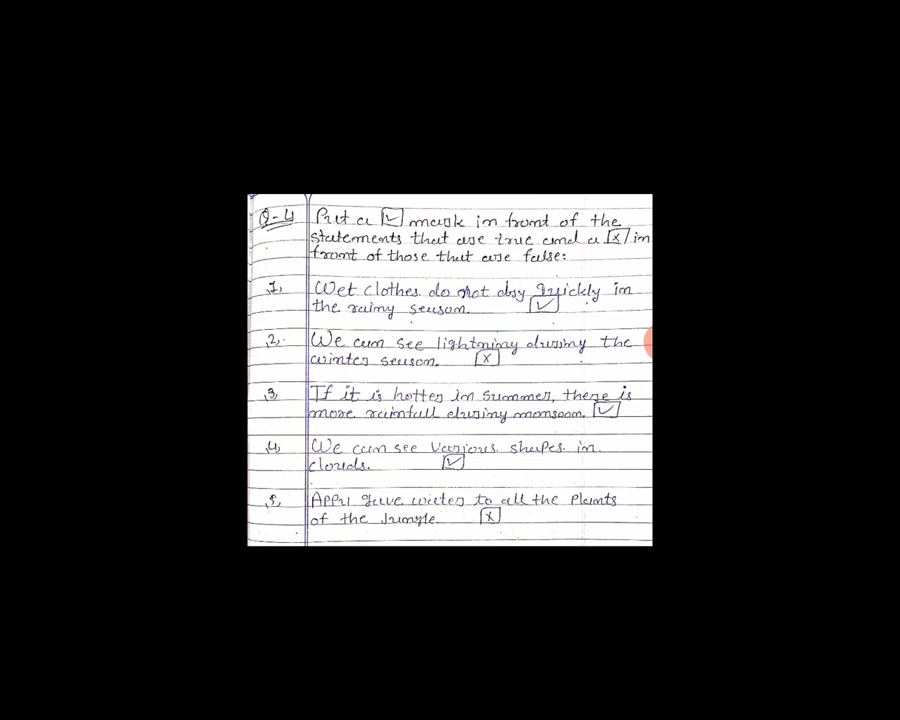 Q-4 Put a ☑ mark in front of the
statements that are true and a ☒ in
front of those that are false:
1, Wet clothes do not dry quickly in
the rainy season. ☑
2. We can see lightning during the
winter season. ☒
3, If it is hotter in summer, there is
more rainfall during monsoon. ☑
4, We can see various shapes in
clouds. ☑
5, Appu gave water to all the plants
of the Jungle. ☒